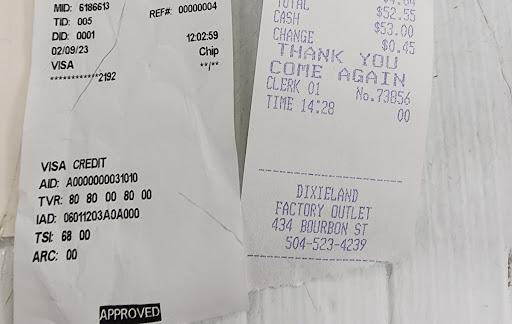 MID: 6186613
TID: 005
REF#: 00000004
DID: 0001
02/09/23
12:02:59
VISA
Chip
************2192
**/**
VISA CREDIT
AID: A0000000031010
TVR: 80 80 00 80 00
IAD: 06011203A0A000
TSI: 68 00
ARC: 00
APPROVED
TOTAL $52.55
CASH $53.00
CHANGE $0.45
THANK YOU
COME AGAIN
CLERK 01 No.73856
TIME 14:28 00
DIXIELAND
FACTORY OUTLET
434 BOURBON ST
504-523-4239